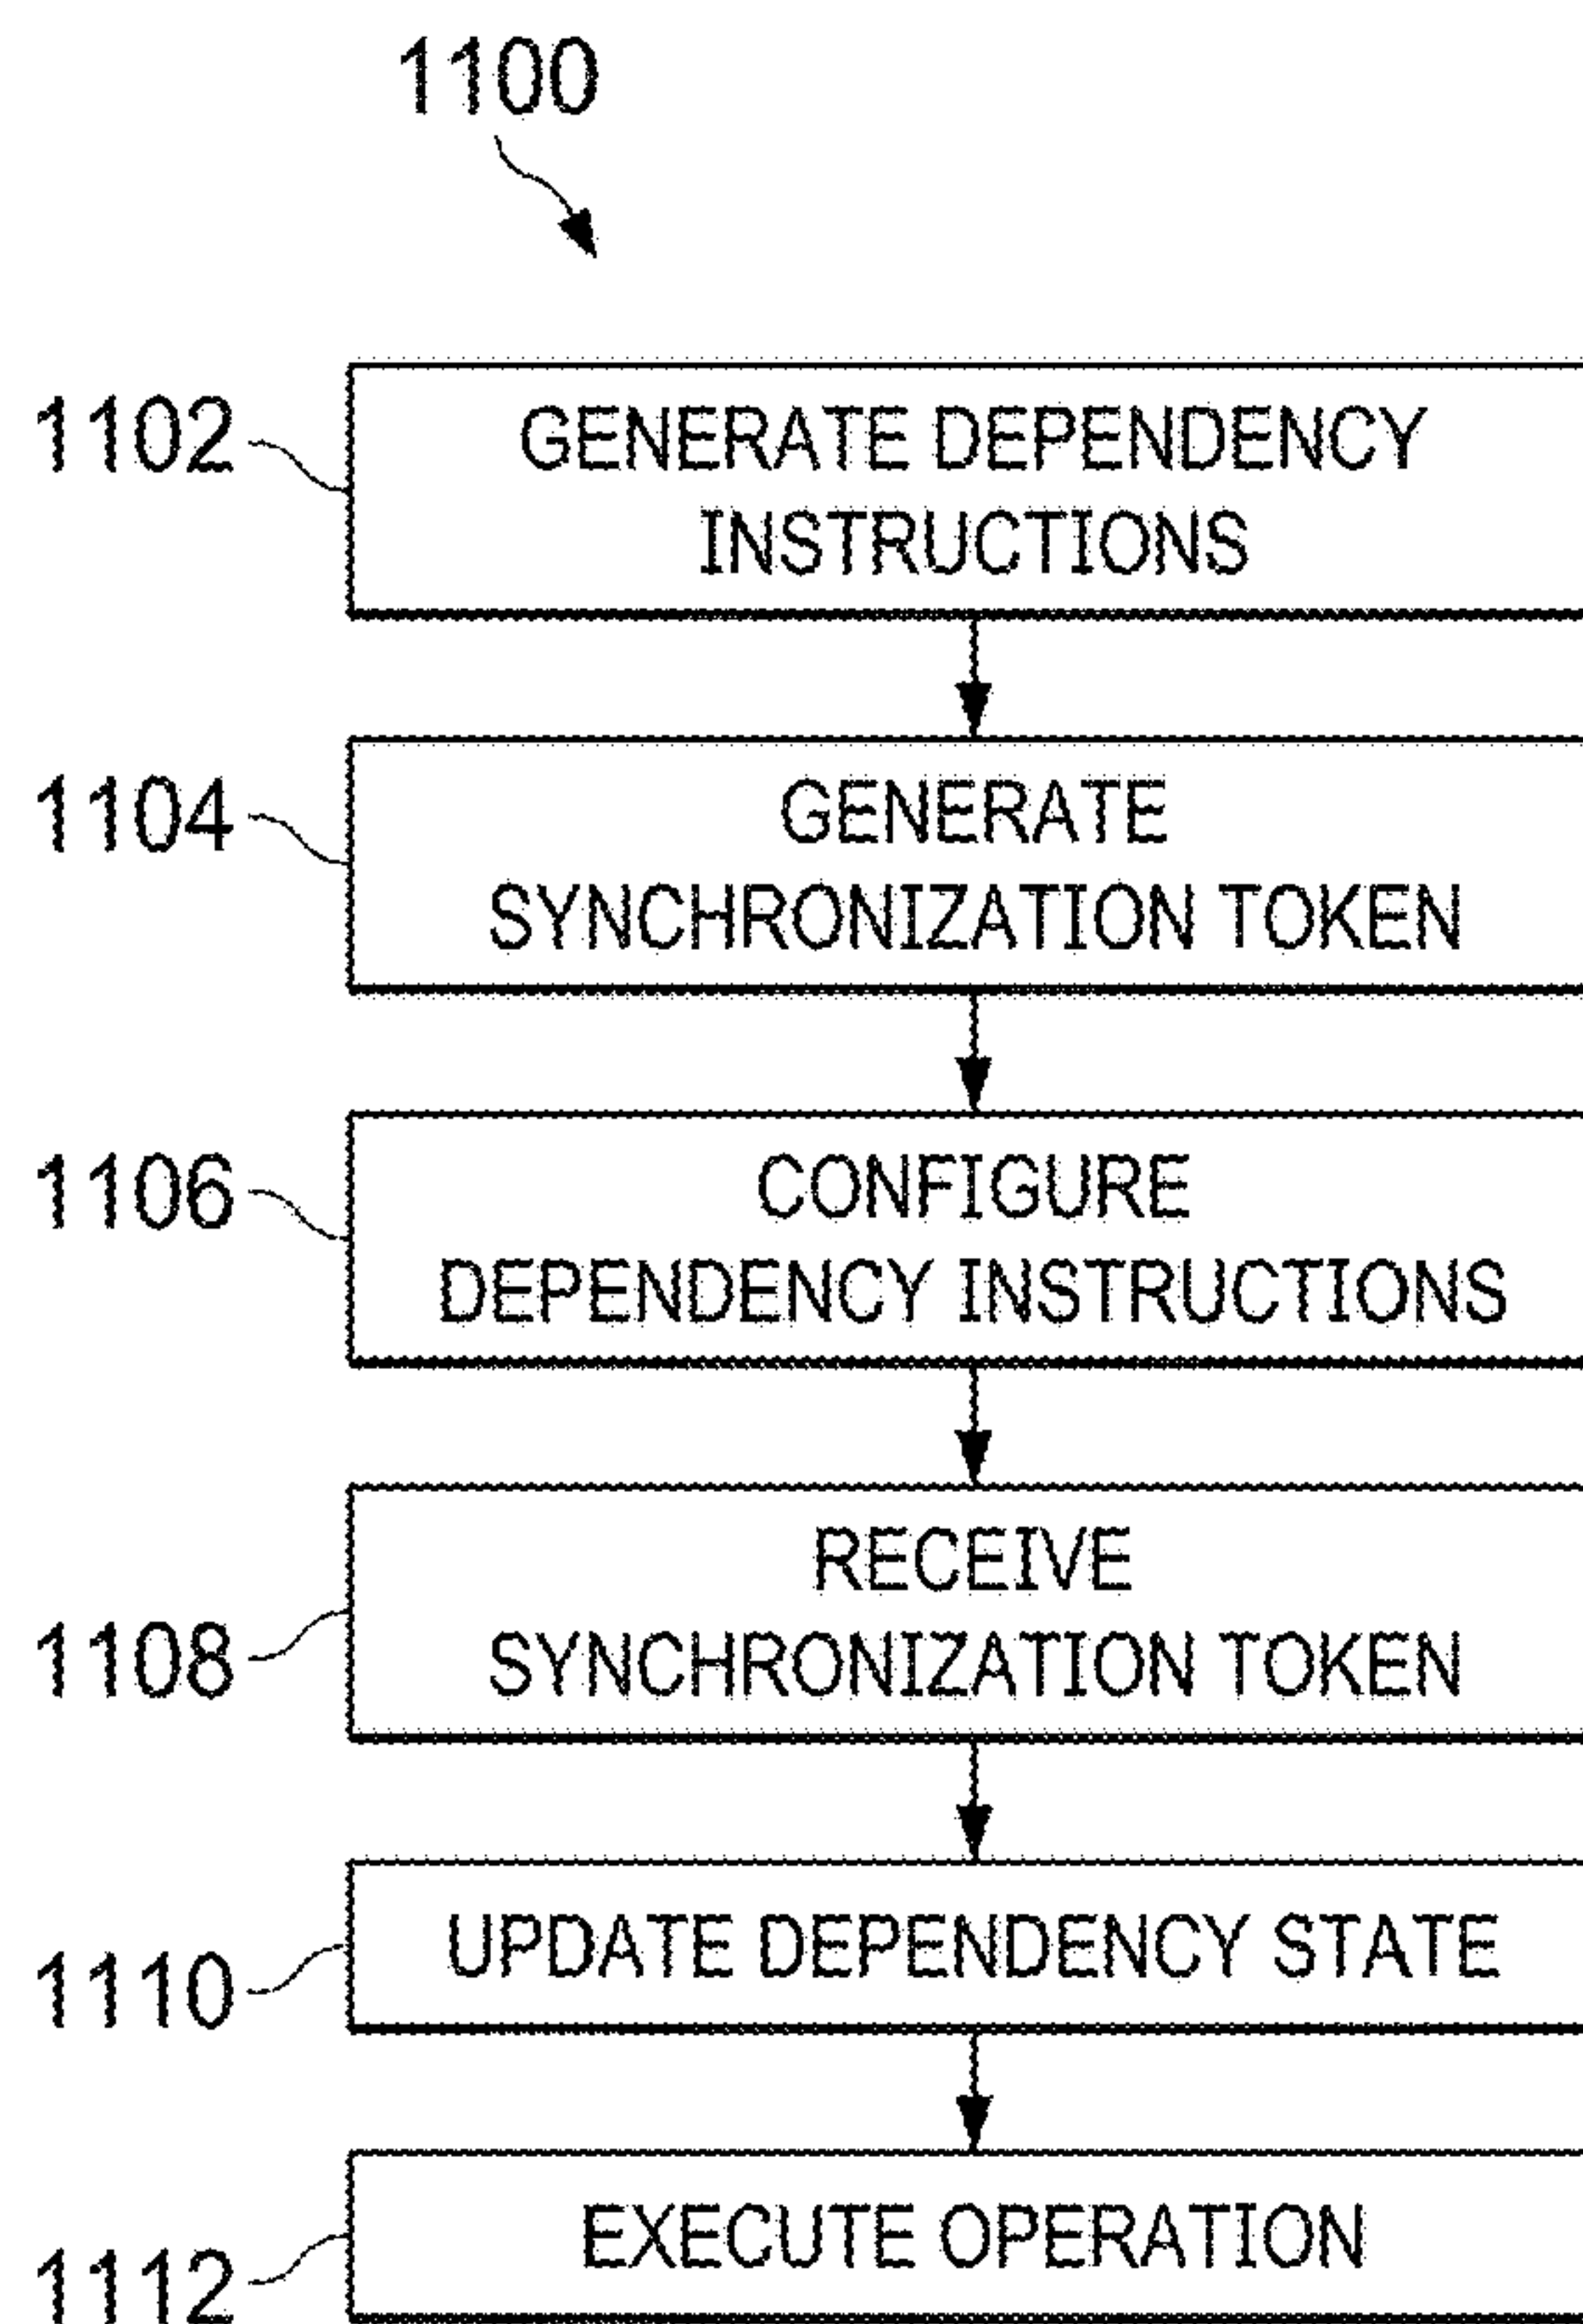 1100
1102
GENERATE DEPENDENCY
INSTRUCTIONS
1104
GENERATE
SYNCHRONIZATION TOKEN
1106
CONFIGURE
DEPENDENCY INSTRUCTIONS
1108
RECEIVE
SYNCHRONIZATION TOKEN
1110
UPDATE DEPENDENCY STATE
1112
EXECUTE OPERATION